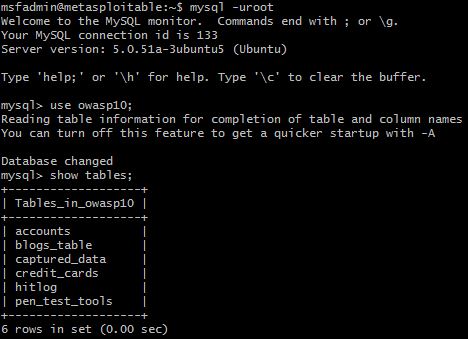 msfadmin@metasploitable:~$ mysql -uroot
Welcome to the MySQL monitor.  Commands end with ; or \g.
Your MySQL connection id is 133
Server version: 5.0.51a-3ubuntu5 (Ubuntu)

Type 'help;' or '\h' for help. Type '\c' to clear the buffer.

mysql> use owasp10;
Reading table information for completion of table and column names
You can turn off this feature to get a quicker startup with -A

Database changed
mysql> show tables;
+-------------------+
| Tables_in_owasp10 |
+-------------------+
| accounts          |
| blogs_table       |
| captured_data     |
| credit_cards      |
| hitlog            |
| pen_test_tools    |
+-------------------+
6 rows in set (0.00 sec)